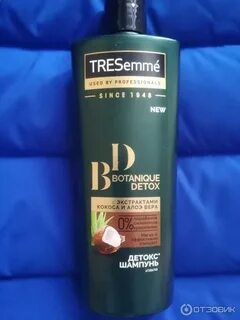 TRESemmé
USED BY PROFESSIONALS
SINCE 1948
NEW
BD
BOTANIQUE
DETOX
С ЭКСТРАКТАМИ
КОКОСА И АЛОЭ ВЕРА
0%
ДЕТОКС
ШАМПУНЬ
ОТЗОВИК